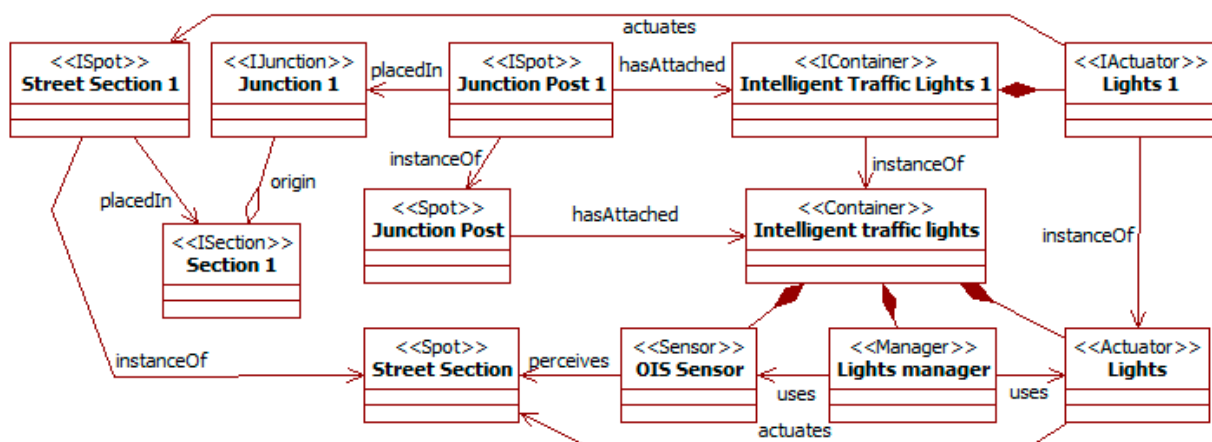 actuates
<<ISpot>>
Street Section 1
<<IJunction>>
Junction 1
placedIn
<<ISpot>>
Junction Post 1
hasAttached
<<IContainer>>
Intelligent Traffic Lights 1
<<IActuator>>
Lights 1
instanceOf
instanceOf
origin
placedIn
<<Spot>>
Junction Post
hasAttached
<<Container>>
Intelligent traffic lights
<<ISection>>
Section 1
instanceOf
instanceOf
<<Spot>>
Street Section
perceives
<<Sensor>>
OIS Sensor
uses
<<Manager>>
Lights manager
uses
<<Actuator>>
Lights
actuates